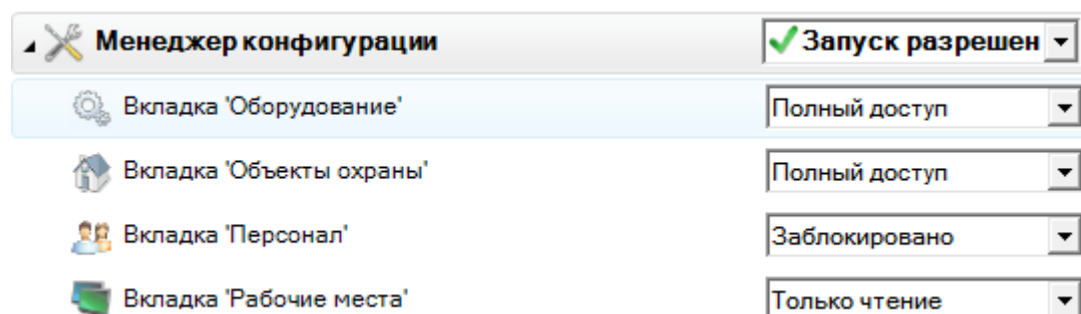 Менеджер конфигурации Запуск разрешен
Вкладка 'Оборудование' Полный доступ
Вкладка 'Объекты охраны' Полный доступ
Вкладка 'Персонал' Заблокировано
Вкладка 'Рабочие места' Только чтение